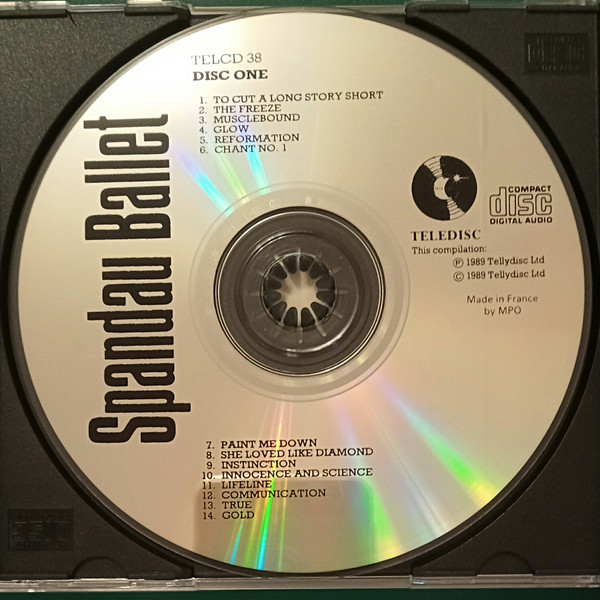 TELCD 38
DISC ONE
1. TO CUT A LONG STORY SHORT
2. THE FREEZE
3. MUSCLEBOUND
4. GLOW
5. REFORMATION
6. CHANT NO. 1
Spandau Ballet
COMPACT
disc
DIGITAL AUDIO
TELEDISC
This compilation:
Ⓟ 1989 Tellydisc Ltd
© 1989 Tellydisc Ltd
Made in France
by MPO
7. PAINT ME DOWN
8. SHE LOVED LIKE DIAMOND
9. INSTINCTION
10. INNOCENCE AND SCIENCE
11. LIFELINE
12. COMMUNICATION
13. TRUE
14. GOLD